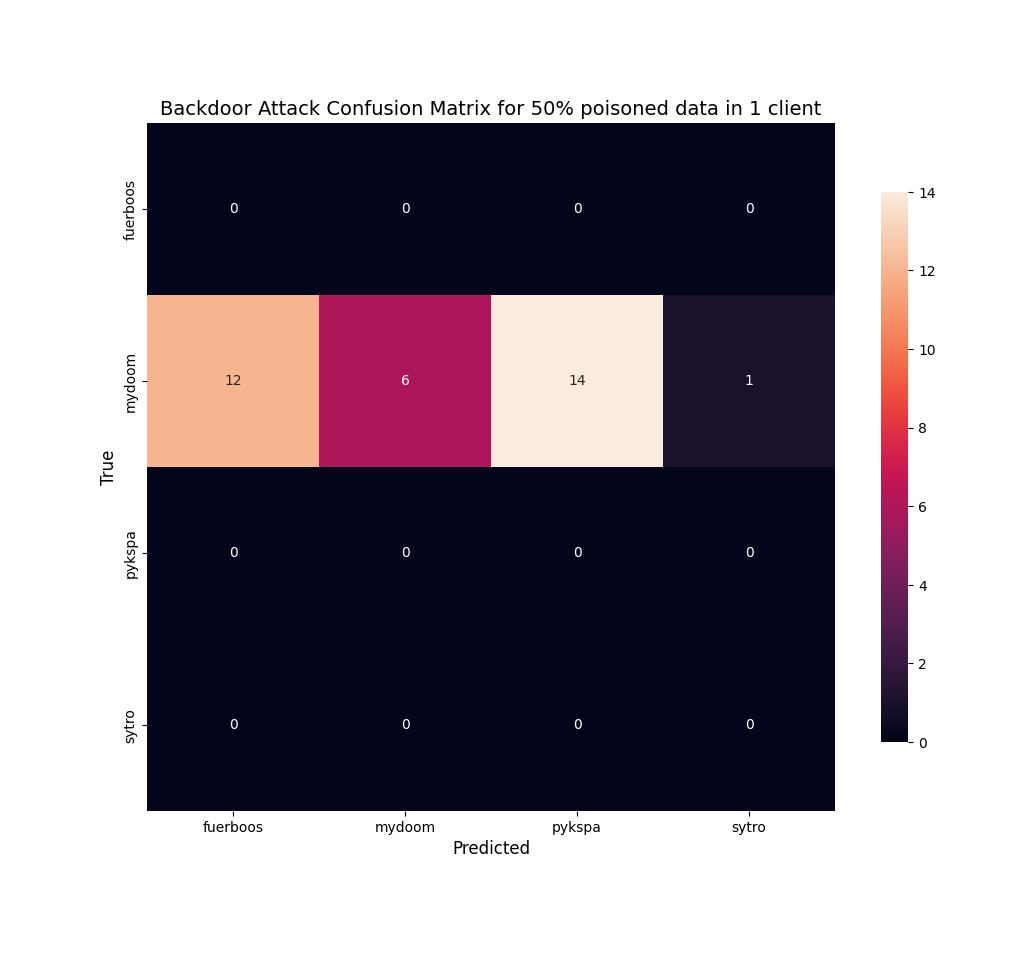 Backdoor Attack Confusion Matrix for 50% poisoned data in 1 client
fuerboos
0 0 0 0
mydoom
12 6 14 1
pykspa
0 0 0 0
sytro
0 0 0 0
True
fuerboos mydoom pykspa sytro
Predicted
14
12
10
8
6
4
2
0